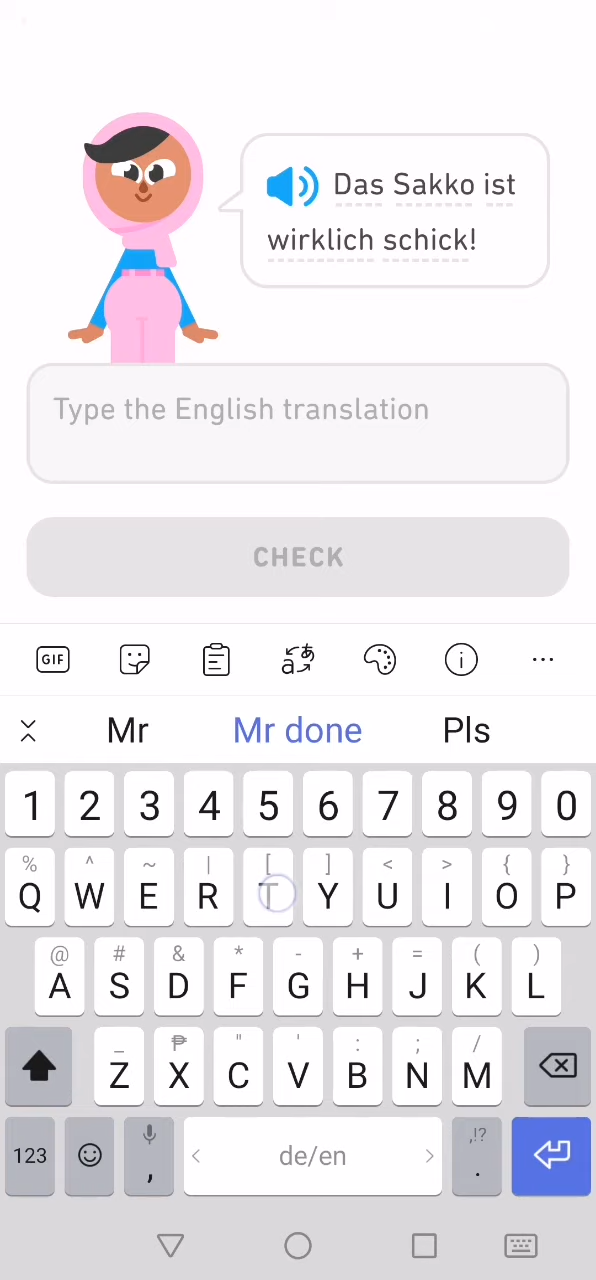 Das Sakko ist
wirklich schick!
Type the English translation
CHECK
GIF
Mr Mr done Pls
1 2 3 4 5 6 7 8 9 0
% ^ ~ | [ ] < > { }
Q W E R T Y U I O P
@ # & * - + = ( )
A S D F G H J K L
_ ₱ " ' : ; /
Z X C V B N M
123 , < de/en > ,!? .